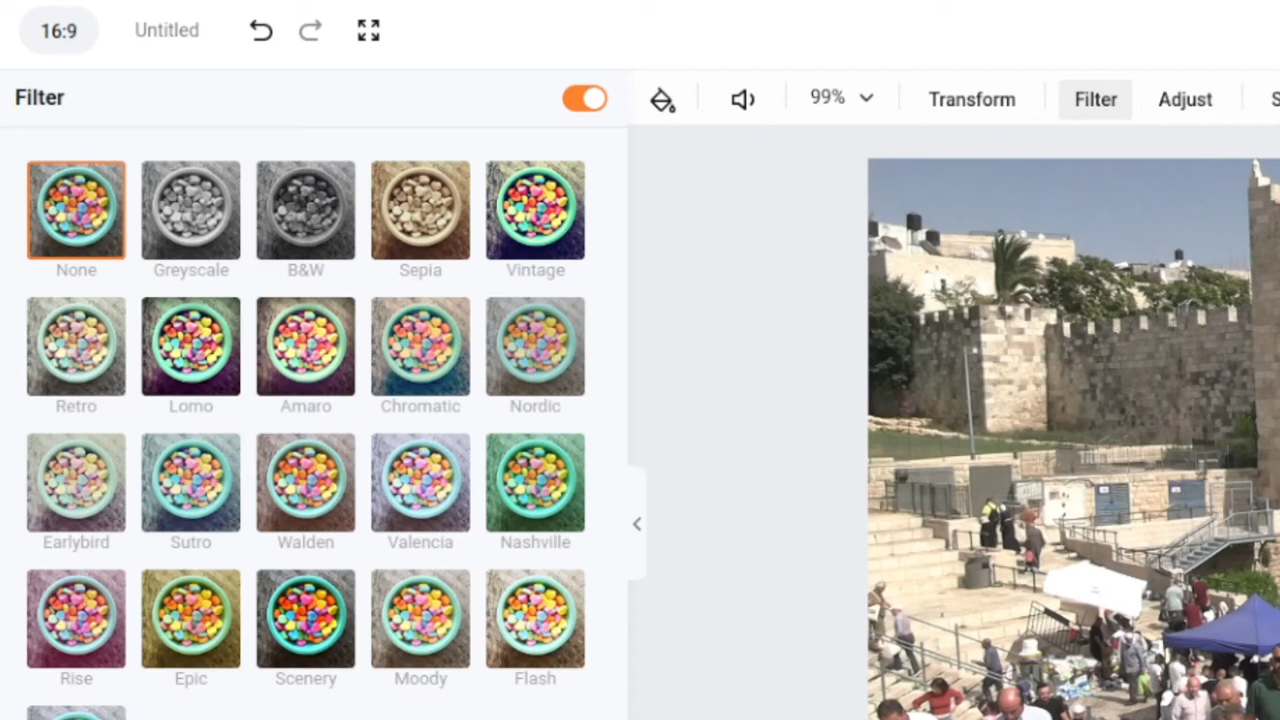 16:9 Untitled
Filter
99% Transform Filter Adjust
None Greyscale B&W Sepia Vintage
Retro Lomo Amaro Chromatic Nordic
Earlybird Sutro Walden Valencia Nashville
Rise Epic Scenery Moody Flash